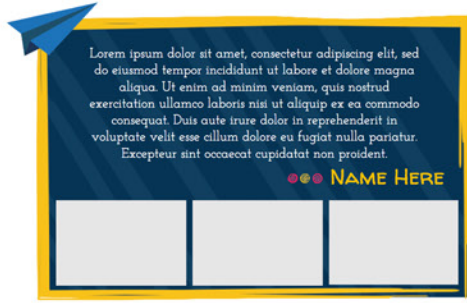 Lorem ipsum dolor sit amet, consectetur adipiscing elit, sed
do eiusmod tempor incididunt ut labore et dolore magna
aliqua. Ut enim ad minim veniam, quis nostrud
exercitation ullamco laboris nisi ut aliquip ex ea commodo
consequat. Duis aute irure dolor in reprehenderit in
voluptate velit esse cillum dolore eu fugiat nulla pariatur.
Excepteur sint occaecat cupidatat non proident.
Name Here